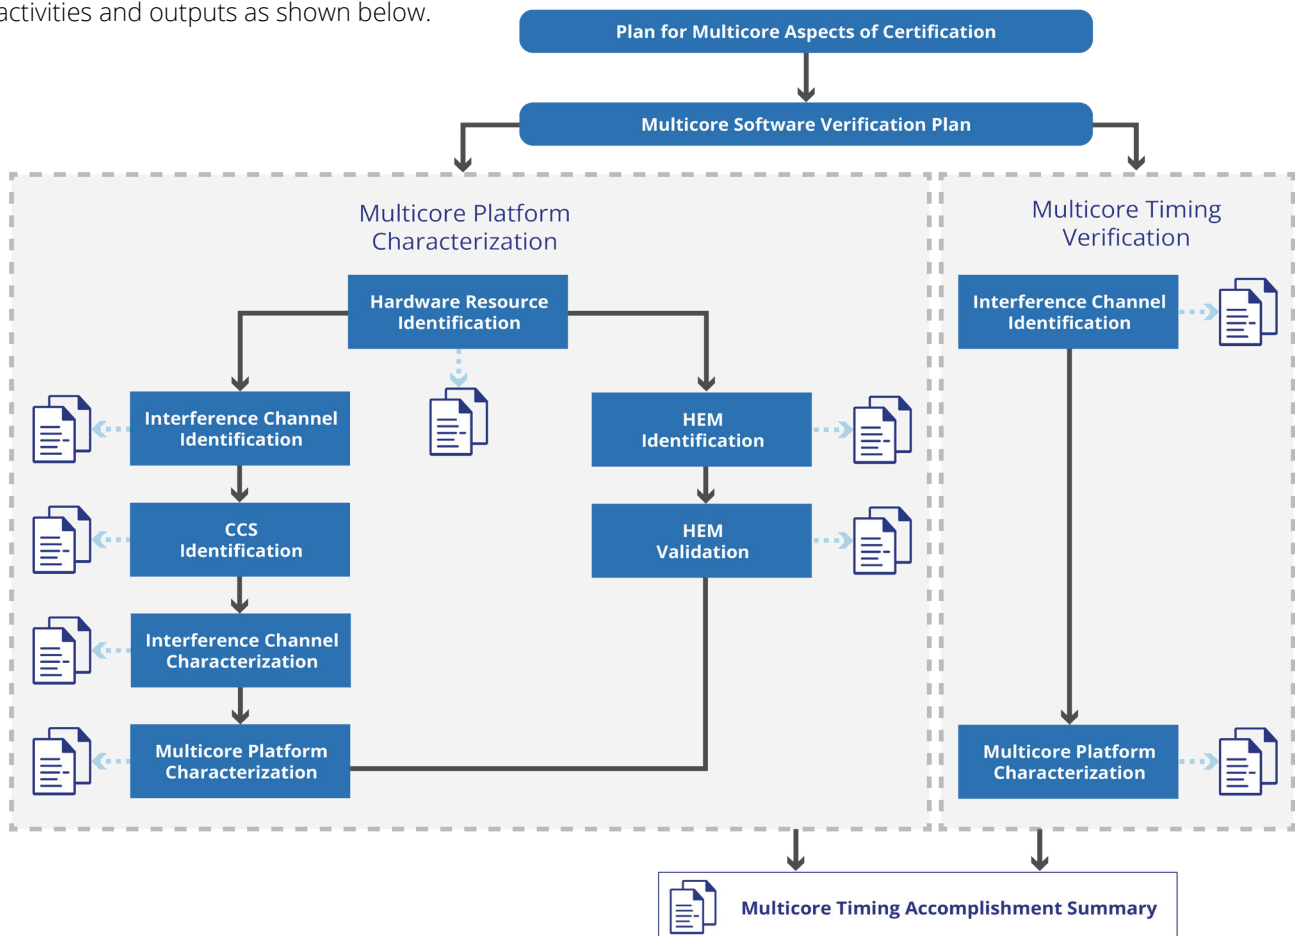 activities and outputs as shown below.
Plan for Multicore Aspects of Certification
Multicore Software Verification Plan
Multicore Platform
Characterization
Hardware Resource
Identification
Interference Channel
Identification
CCS
Identification
Interference Channel
Characterization
Multicore Platform
Characterization
HEM
Identification
HEM
Validation
Multicore Timing
Verification
Interference Channel
Identification
Multicore Platform
Characterization
Multicore Timing Accomplishment Summary